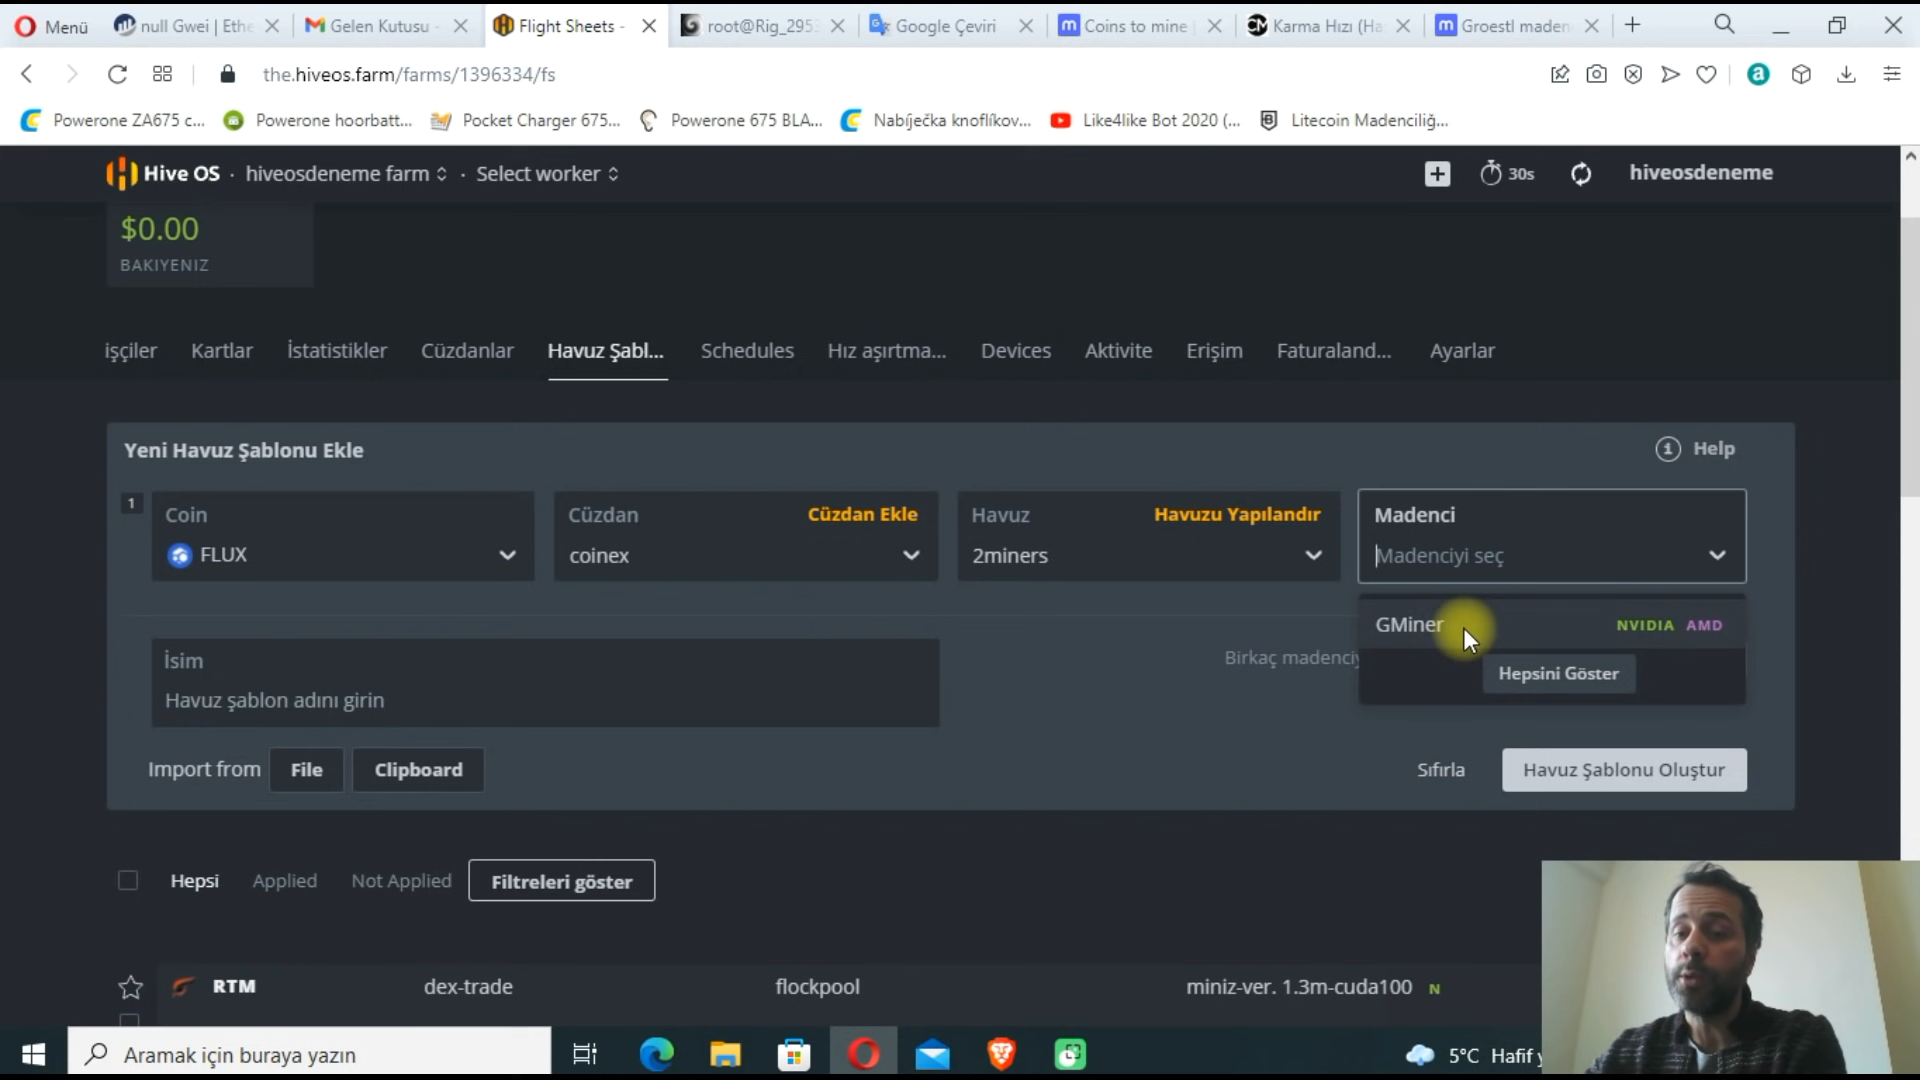 Menü
null Gwei | Ethe
Gelen Kutusu -
Flight Sheets -
root@Rig_295
Google Çeviri
Coins to mine
Karma Hızı (Ha
Groestl maden
the.hiveos.farm/farms/1396334/fs
Powerone ZA675 c...
Powerone hoorbatt...
Pocket Charger 675...
Powerone 675 BLA...
Nabíječka knoflíkov...
Like4like Bot 2020 (...
Litecoin Madenciliğ...
Hive OS · hiveosdeneme farm · Select worker
30s
hiveosdeneme
$0.00
BAKIYENIZ
işçiler
Kartlar
İstatistikler
Cüzdanlar
Havuz Şabl...
Schedules
Hız aşırtma...
Devices
Aktivite
Erişim
Faturaland...
Ayarlar
Yeni Havuz Şablonu Ekle
Help
1
Coin
FLUX
Cüzdan
Cüzdan Ekle
coinex
Havuz
Havuzu Yapılandır
2miners
Madenci
Madenciyi seç
GMiner
NVIDIA AMD
Hepsini Göster
İsim
Havuz şablon adını girin
Birkaç madenciy
Import from
File
Clipboard
Sıfırla
Havuz Şablonu Oluştur
Hepsi
Applied
Not Applied
Filtreleri göster
RTM
dex-trade
flockpool
miniz-ver. 1.3m-cuda100 N
Aramak için buraya yazın
5°C Hafif y